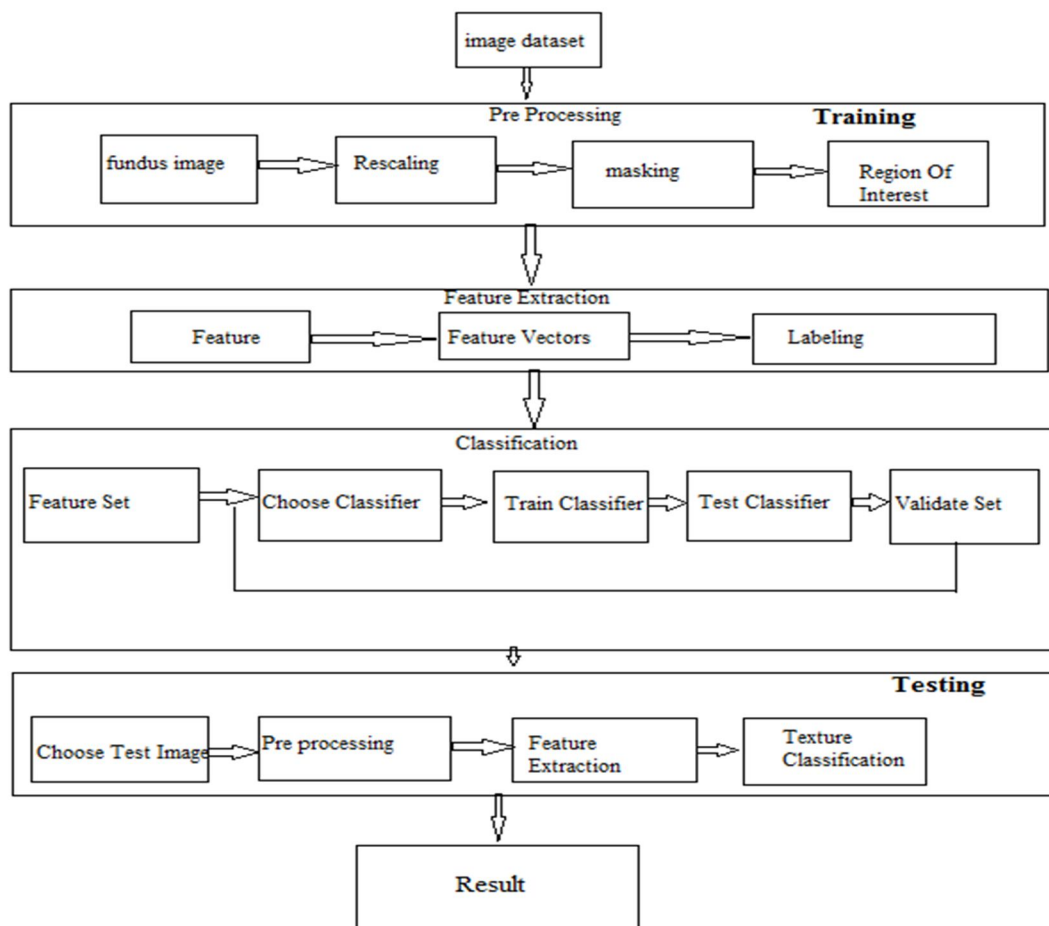 image dataset
Pre Processing
Training
fundus image
Rescaling
masking
Region Of
Interest
Feature Extraction
Feature
Feature Vectors
Labeling
Classification
Feature Set
Choose Classifier
Train Classifier
Test Classifier
Validate Set
Testing
Choose Test Image
Pre processing
Feature
Extraction
Texture
Classification
Result